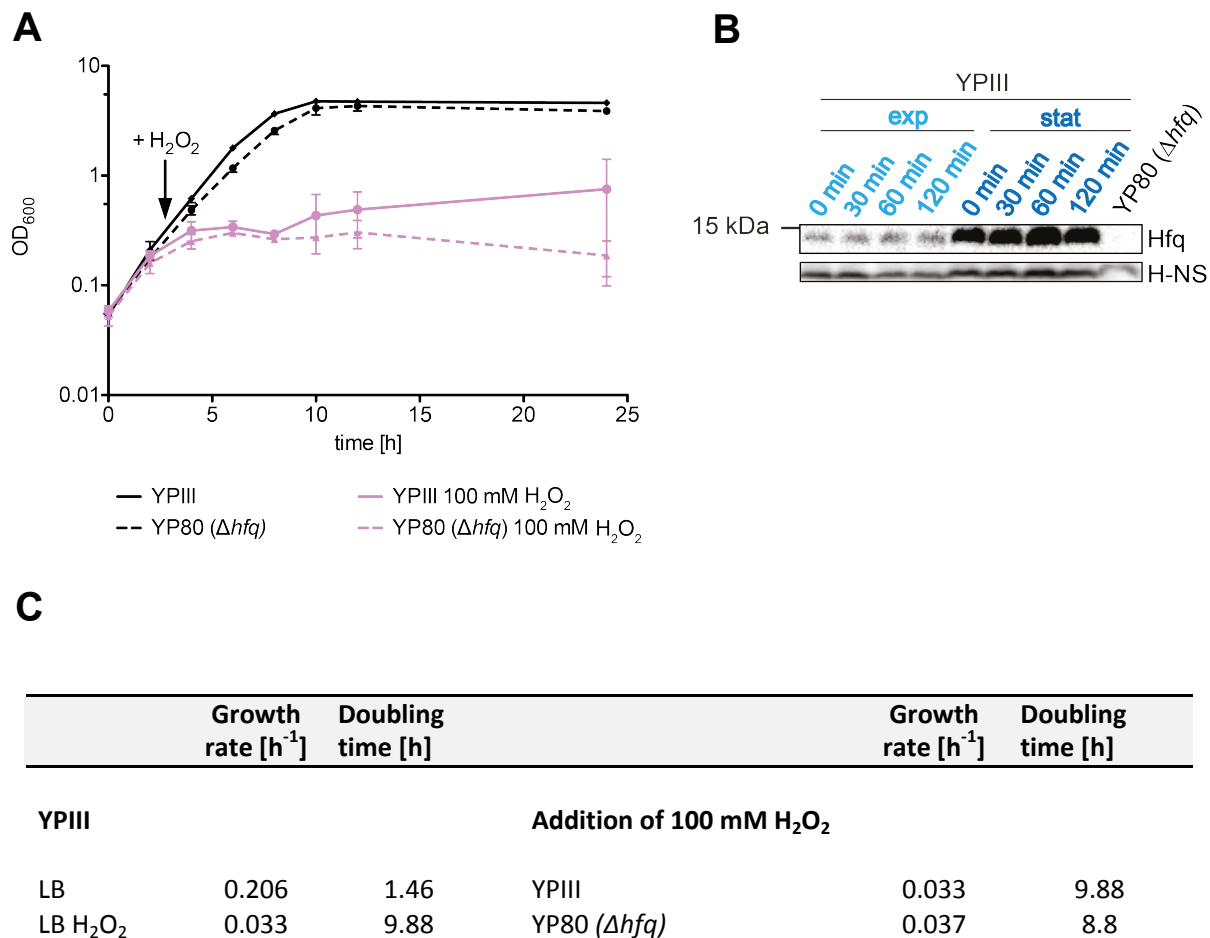 A
10
1
0.1
0.01
OD₆₀₀
+ H₂O₂
0 5 10 15 20 25
time [h]
YPIII
YP80 (Δhfq)
YPIII 100 mM H₂O₂
YP80 (Δhfq) 100 mM H₂O₂
B
YPIII
exp stat
0 min 30 min 60 min 120 min 0 min 30 min 60 min 120 min YP80 (Δhfq)
15 kDa
Hfq
H-NS
C
Growth rate [h⁻¹] Doubling time [h] Growth rate [h⁻¹] Doubling time [h]
YPIII Addition of 100 mM H₂O₂
LB 0.206 1.46 YPIII 0.033 9.88
LB H₂O₂ 0.033 9.88 YP80 (Δhfq) 0.037 8.8